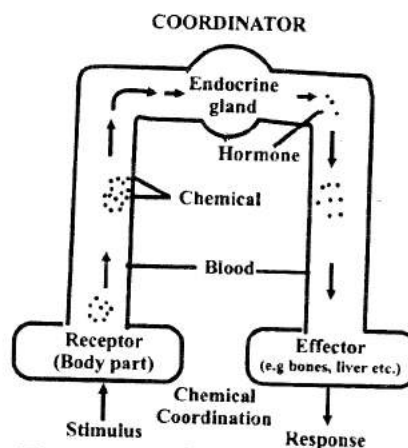 COORDINATOR
Endocrine
gland
Hormone
Chemical
Blood
Receptor
(Body part)
Effector
(e.g bones, liver etc.)
Chemical
Coordination
Stimulus
Response